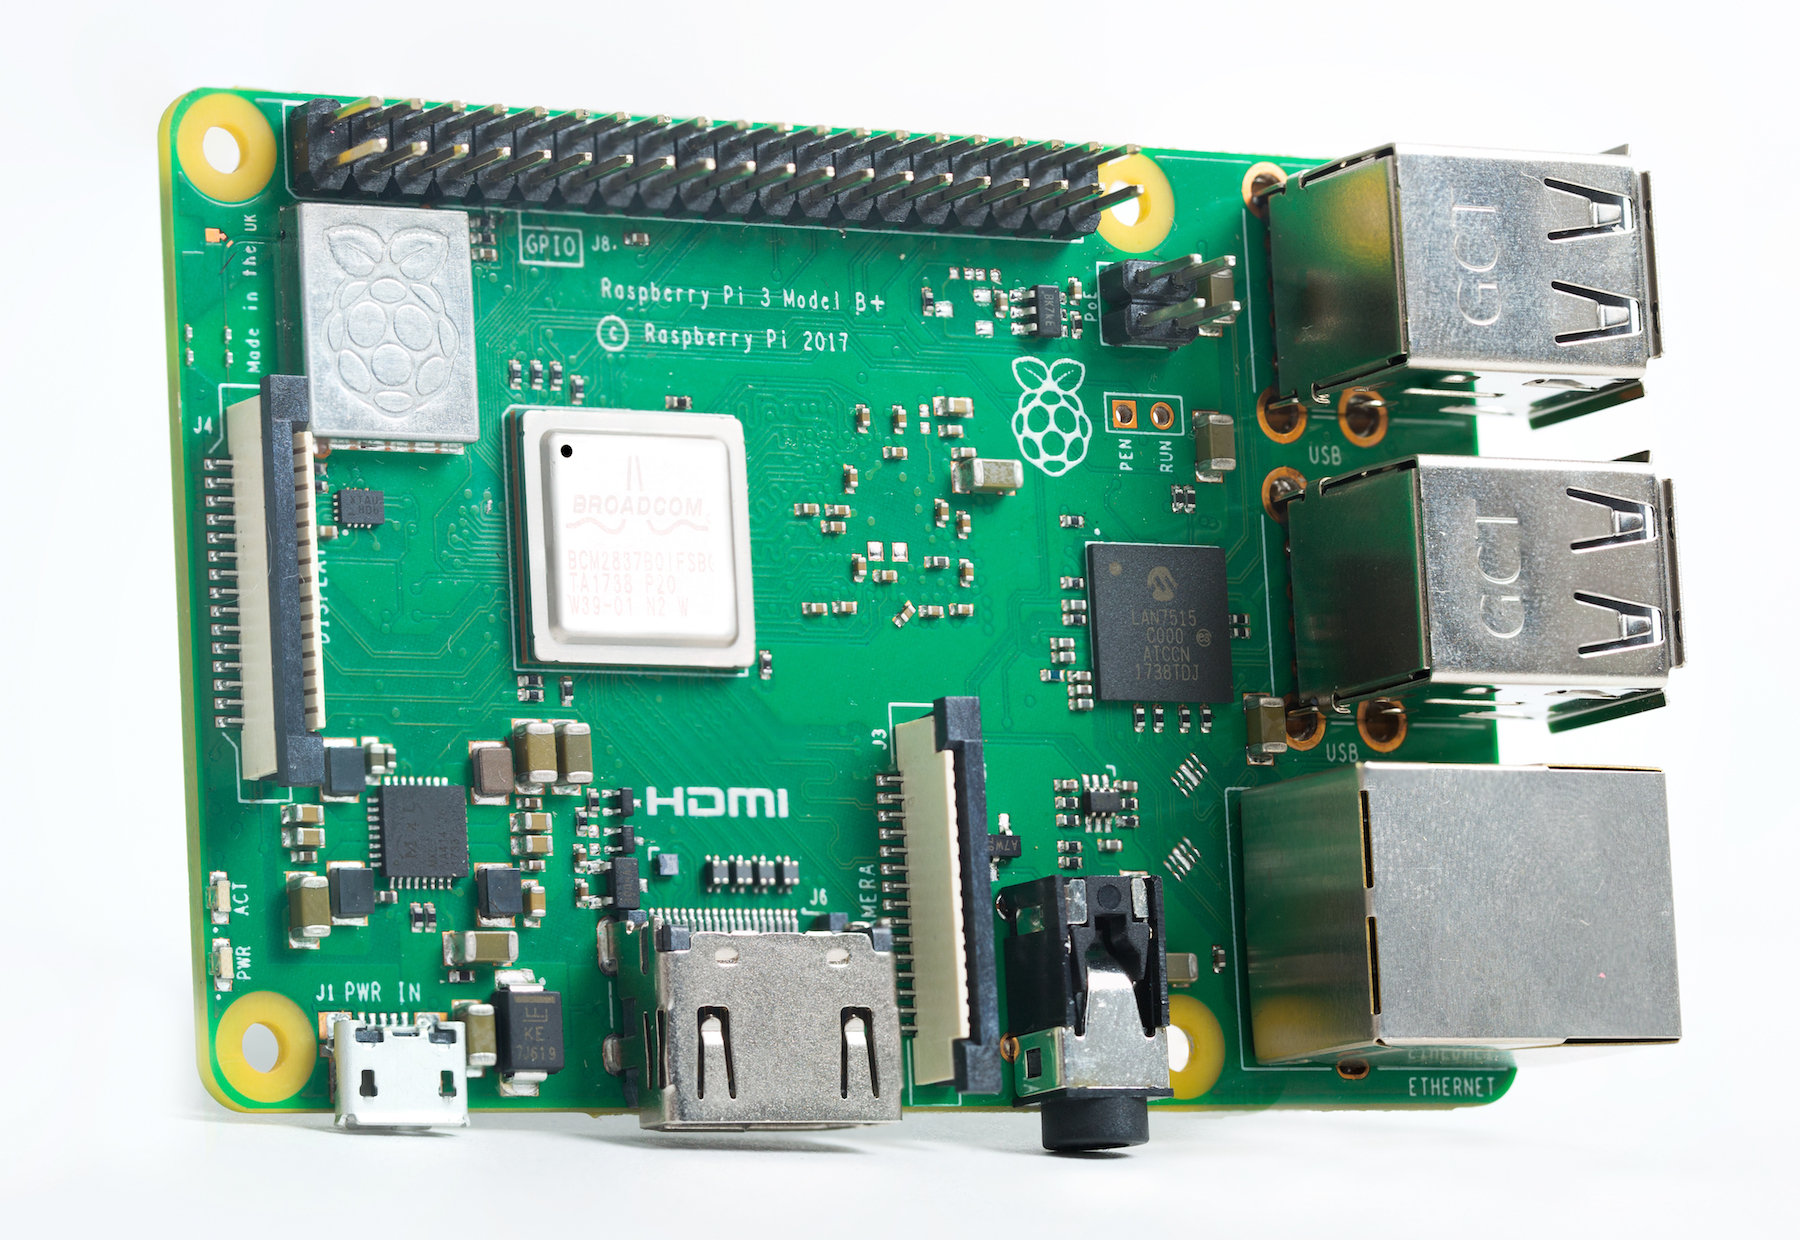 GPIO J8
Raspberry Pi 3 Model B+
© Raspberry Pi 2017
Made in the UK
PoE
GCT
J4
PEN
RUN
USB
BROADCOM
TA1738 P20
W39-01 N2 W
DISPLAY
GCT
LAN7515
C000
ATCCN
1738TDJ
USB
J3
HDMI
J6
ACT
PWR
J1 PWR IN
KE
7J619
ETHERNET